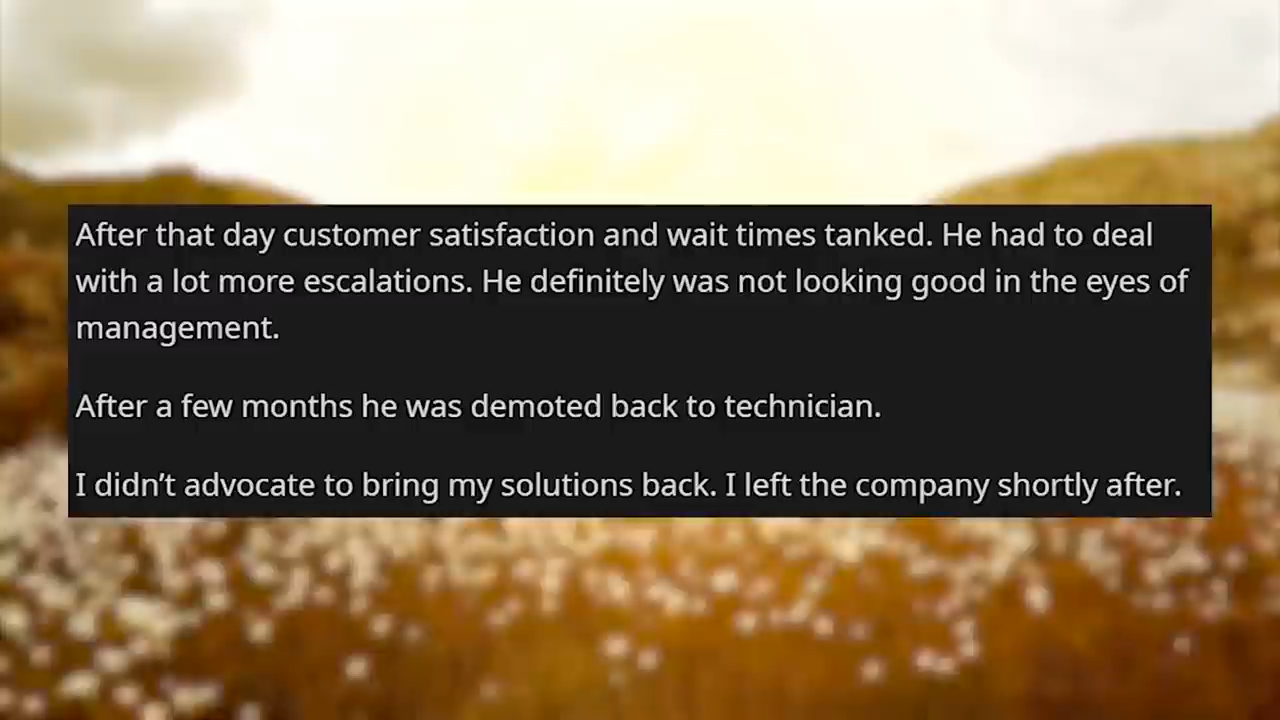 After that day customer satisfaction and wait times tanked. He had to deal
with a lot more escalations. He definitely was not looking good in the eyes of
management.
After a few months he was demoted back to technician.
I didn’t advocate to bring my solutions back. I left the company shortly after.